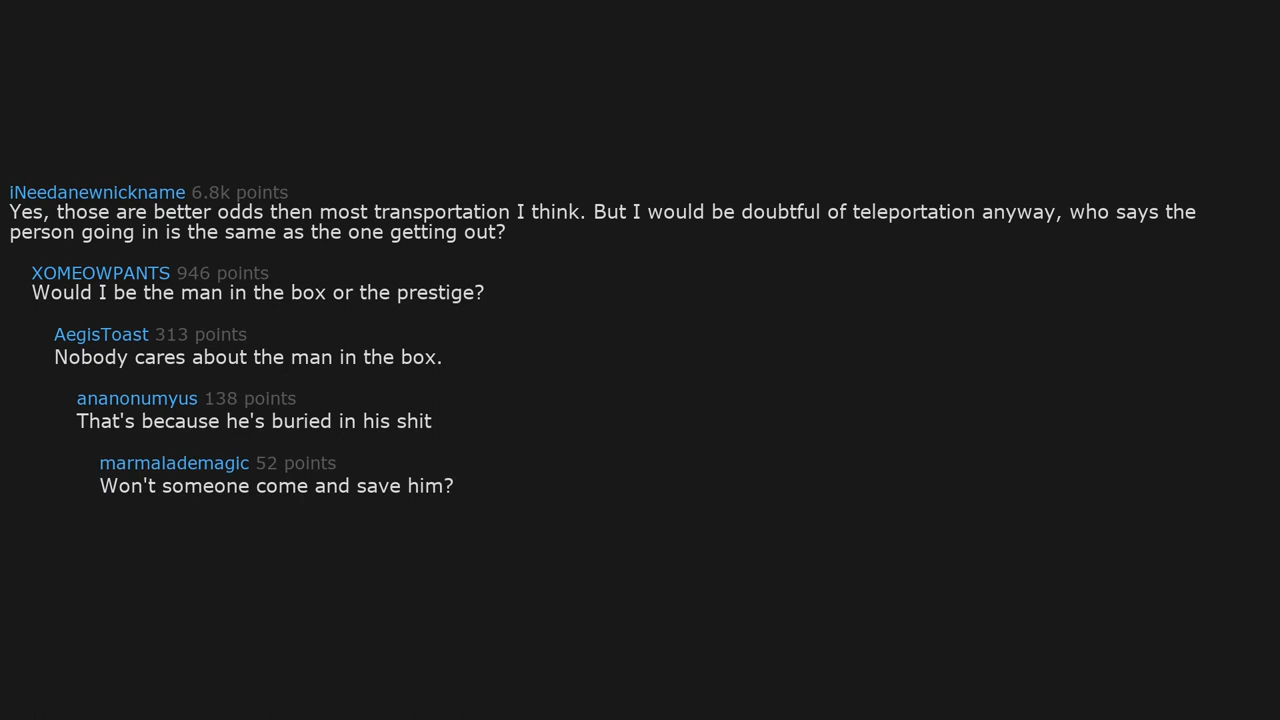 iNeedanewnickname 6.8k points
Yes, those are better odds then most transportation I think. But I would be doubtful of teleportation anyway, who says the
person going in is the same as the one getting out?
XOMEOWPANTS 946 points
Would I be the man in the box or the prestige?
AegisToast 313 points
Nobody cares about the man in the box.
ananonumyus 138 points
That's because he's buried in his shit
marmalademagic 52 points
Won't someone come and save him?